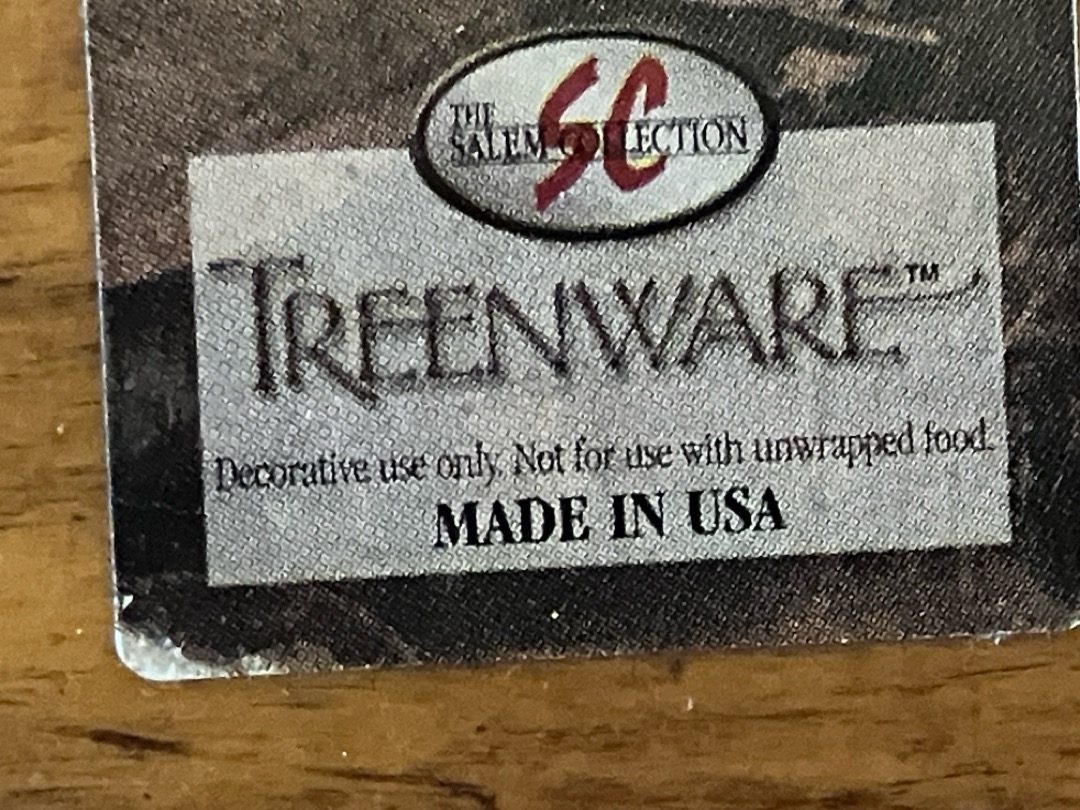 SC
THE
SALEM COLLECTION
TREENWARE™
Decorative use only. Not for use with unwrapped food.
MADE IN USA